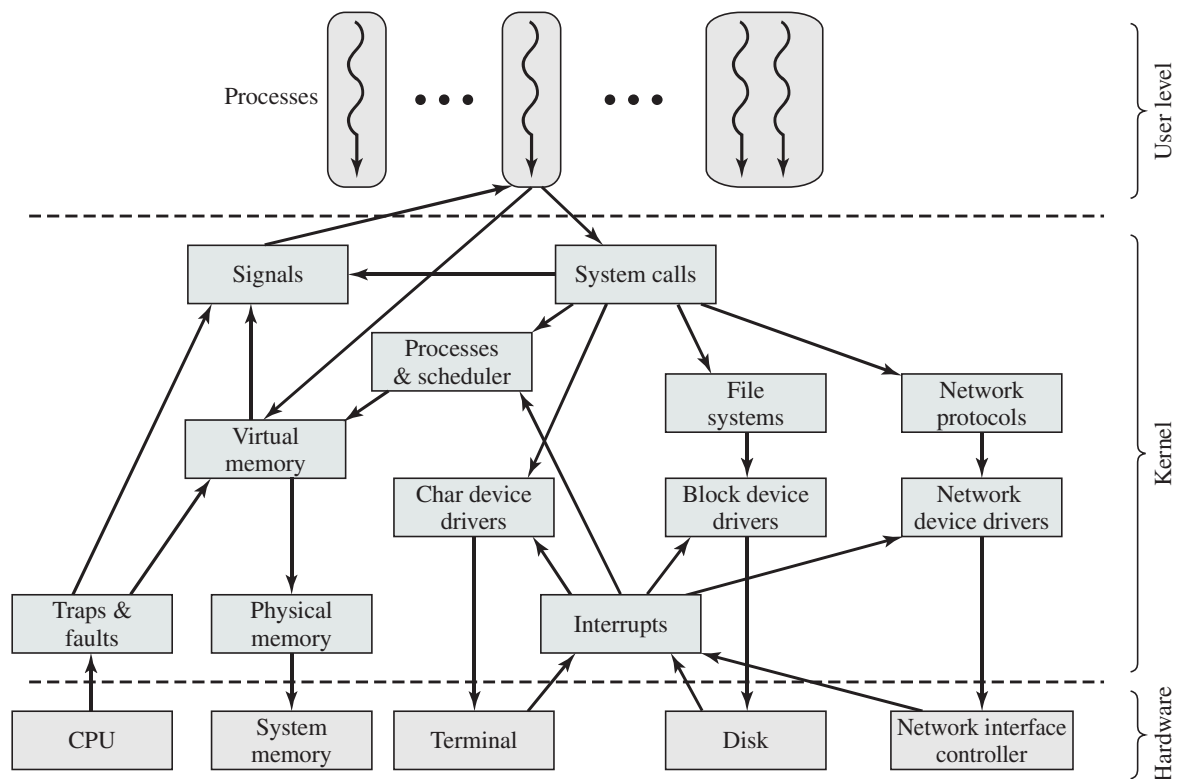 Processes
User level
Signals
System calls
Processes
& scheduler
File
systems
Network
protocols
Virtual
memory
Kernel
Char device
drivers
Block device
drivers
Network
device drivers
Traps &
faults
Physical
memory
Interrupts
CPU
System
memory
Terminal
Disk
Network interface
controller
Hardware